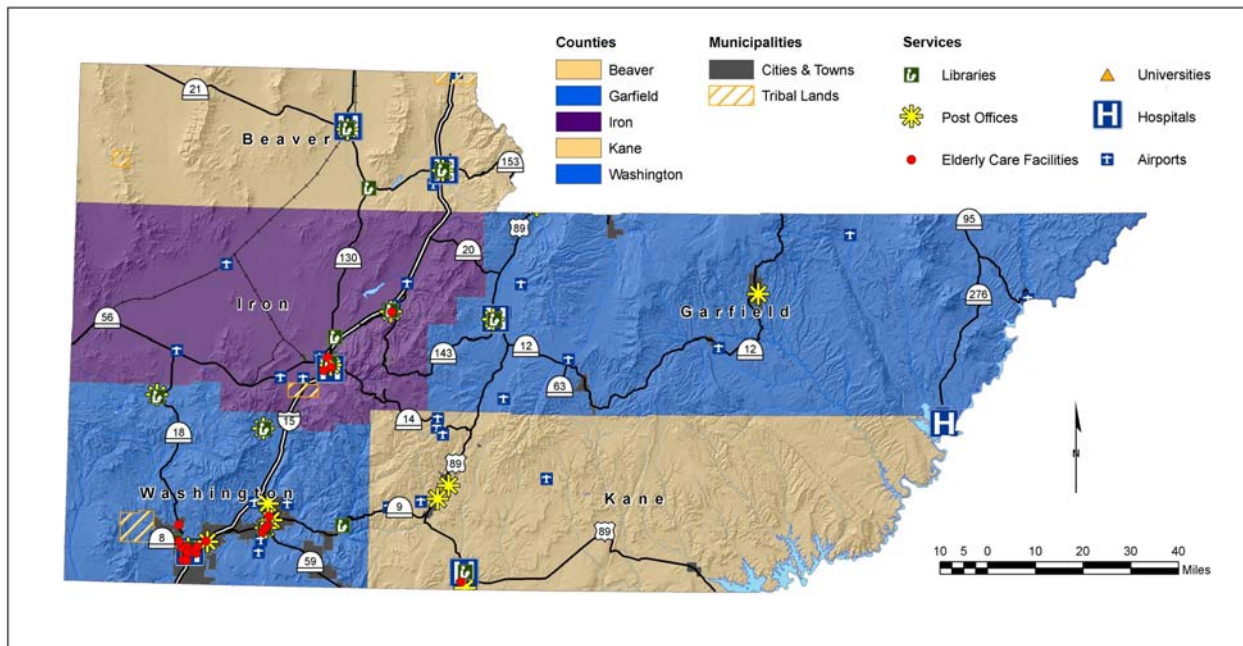 Counties
Beaver
Garfield
Iron
Kane
Washington
Municipalities
Cities & Towns
Tribal Lands
Services
Libraries
Post Offices
Elderly Care Facilities
Universities
Hospitals
H
Airports
21
Beaver
153
89
95
20
130
Iron
Garfield
276
56
143
12
12
63
H
15
14
18
89
Washington
Kane
9
89
8
59
N
10 5 0 10 20 30 40
Miles